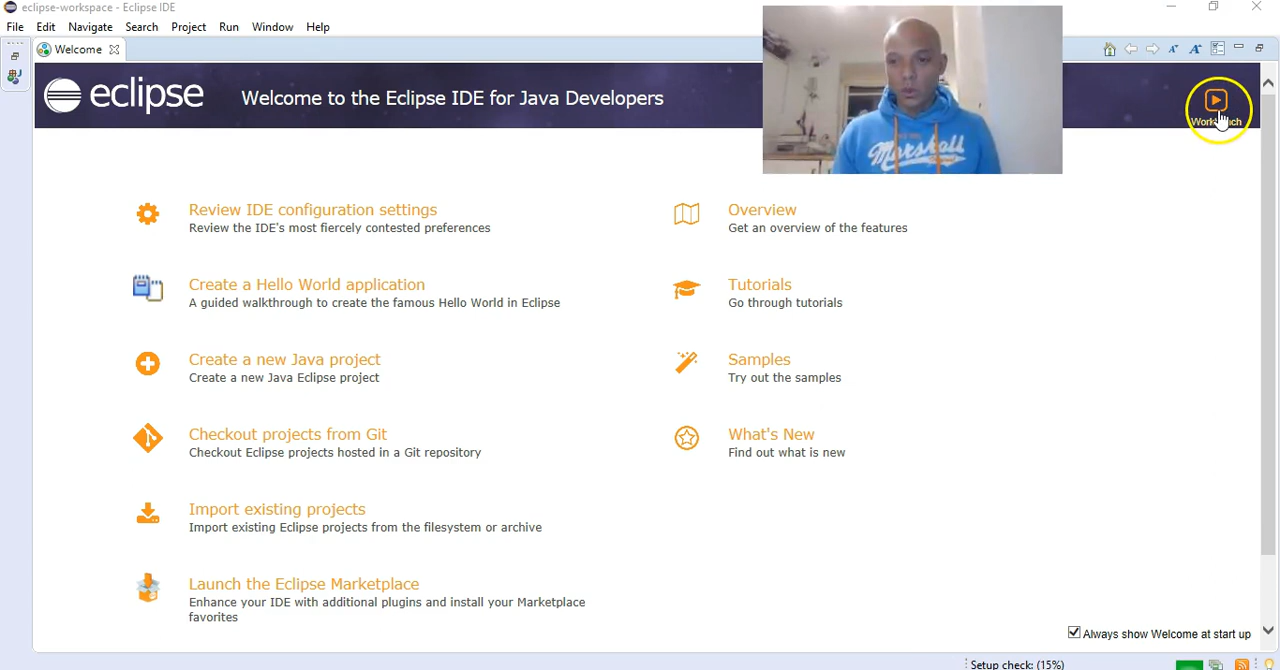 eclipse-workspace - Eclipse IDE
File Edit Navigate Search Project Run Window Help
Welcome
eclipse Welcome to the Eclipse IDE for Java Developers
Marshall
Review IDE configuration settings
Review the IDE's most fiercely contested preferences
Create a Hello World application
A guided walkthrough to create the famous Hello World in Eclipse
Create a new Java project
Create a new Java Eclipse project
Checkout projects from Git
Checkout Eclipse projects hosted in a Git repository
Import existing projects
Import existing Eclipse projects from the filesystem or archive
Launch the Eclipse Marketplace
Enhance your IDE with additional plugins and install your Marketplace
favorites
Overview
Get an overview of the features
Tutorials
Go through tutorials
Samples
Try out the samples
What's New
Find out what is new
Always show Welcome at start up
Setup check: (15%)